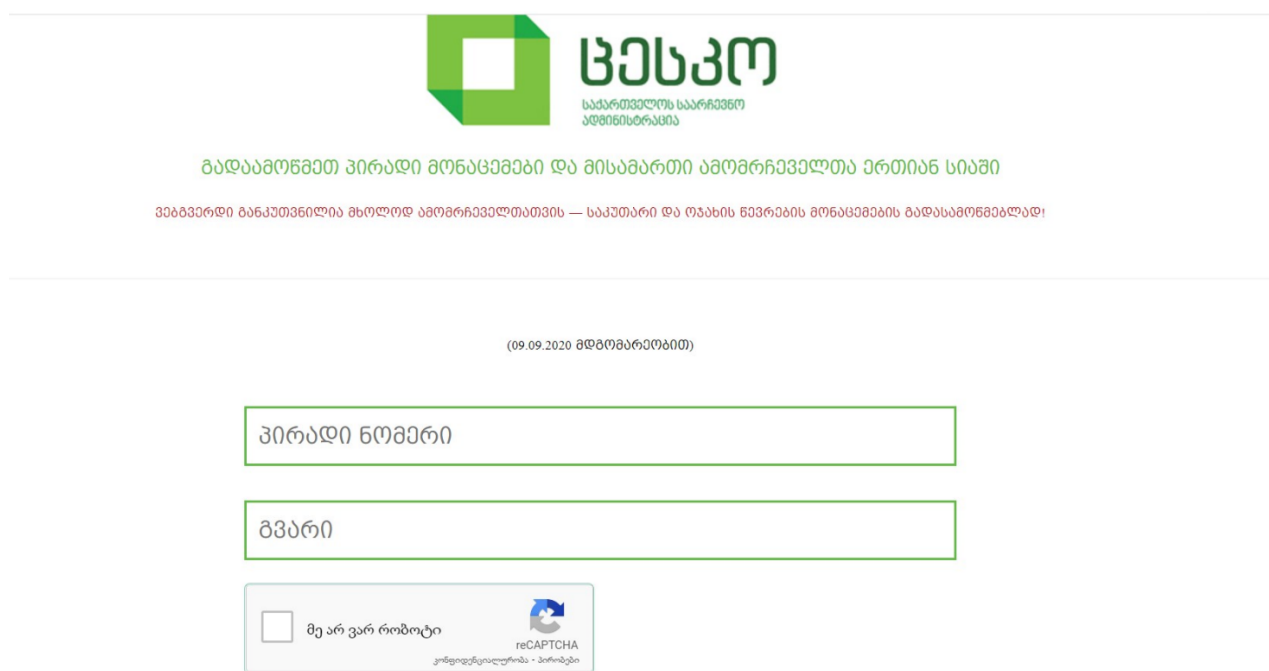 ცესკო
საქართველოს საარჩევნო
ადმინისტრაცია
გადაამოწმეთ პირადი მონაცემები და მისამართი ამომრჩეველთა ერთიან სიაში
ვებგვერდი განკუთვნილია მხოლოდ ამომრჩეველთათვის — საკუთარი და ოჯახის წევრების მონაცემების გადასამოწმებლად!
(09.09.2020 მდგომარეობით)
პირადი ნომერი
გვარი
მე არ ვარ რობოტი
reCAPTCHA
კონფიდენციალურობა - პირობები